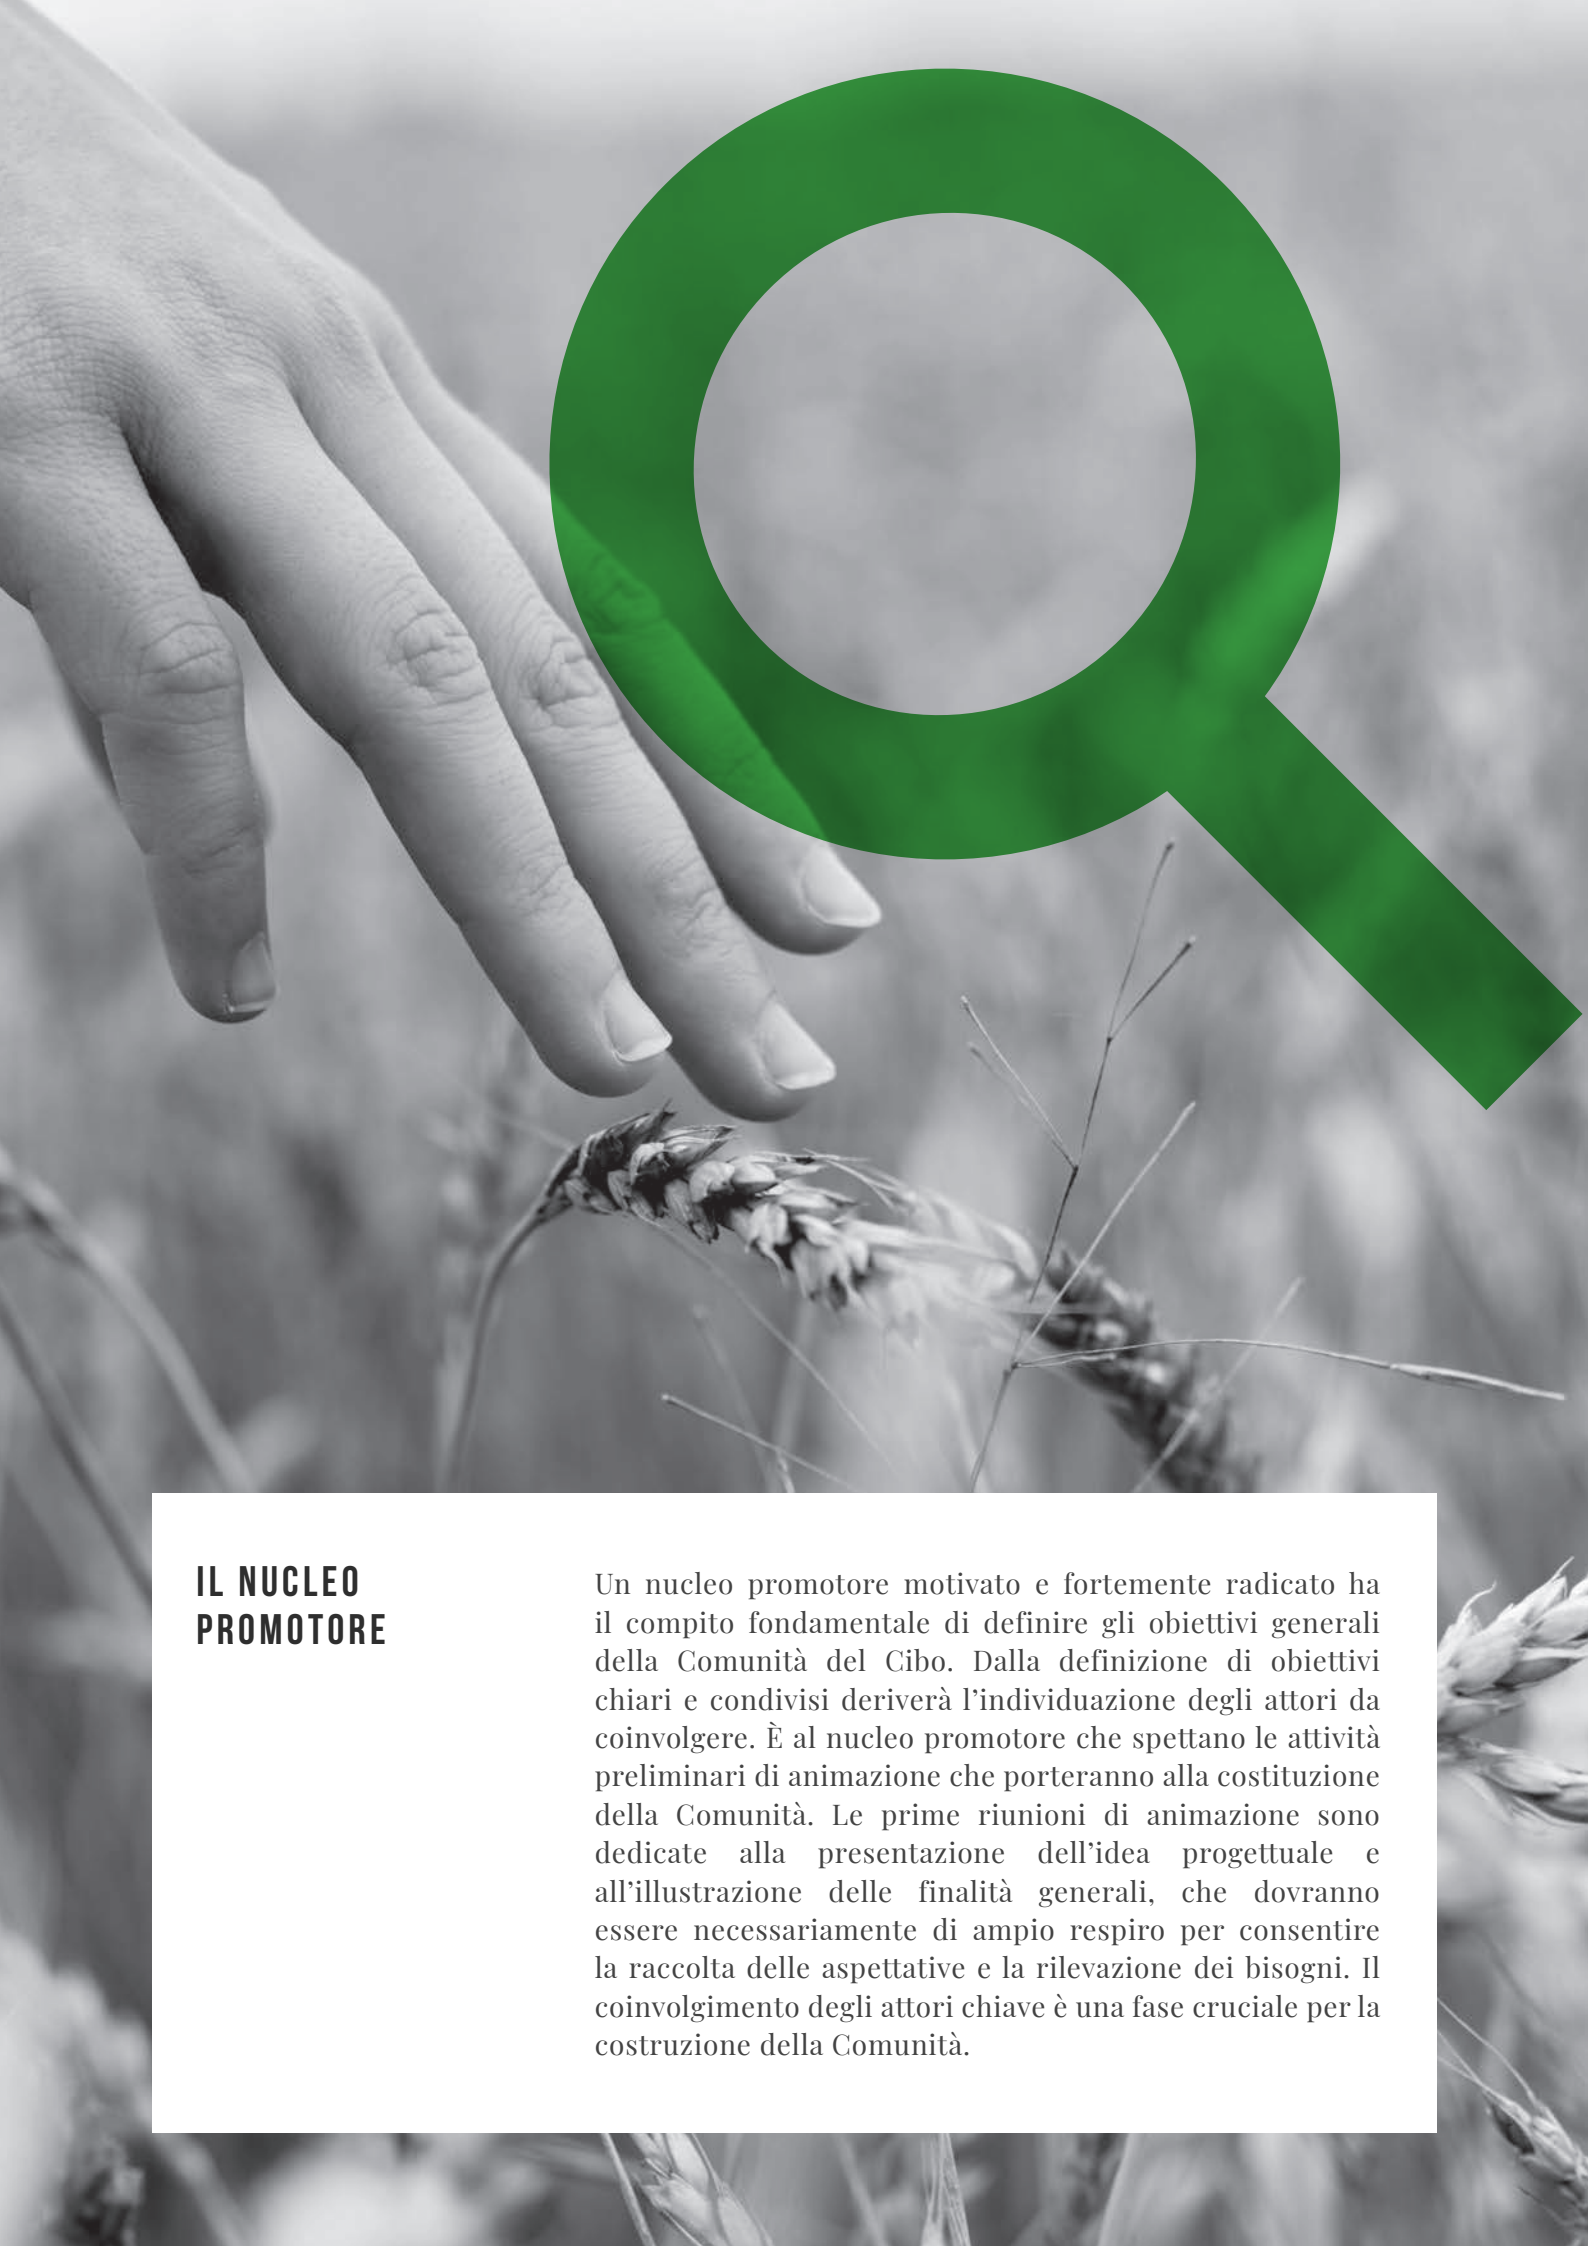 IL NUCLEO
PROMOTORE
Un nucleo promotore motivato e fortemente radicato ha
il compito fondamentale di definire gli obiettivi generali
della Comunità del Cibo. Dalla definizione di obiettivi
chiari e condivisi deriverà l’individuazione degli attori da
coinvolgere. È al nucleo promotore che spettano le attività
preliminari di animazione che porteranno alla costituzione
della Comunità. Le prime riunioni di animazione sono
dedicate alla presentazione dell’idea progettuale e
all’illustrazione delle finalità generali, che dovranno
essere necessariamente di ampio respiro per consentire
la raccolta delle aspettative e la rilevazione dei bisogni. Il
coinvolgimento degli attori chiave è una fase cruciale per la
costruzione della Comunità.